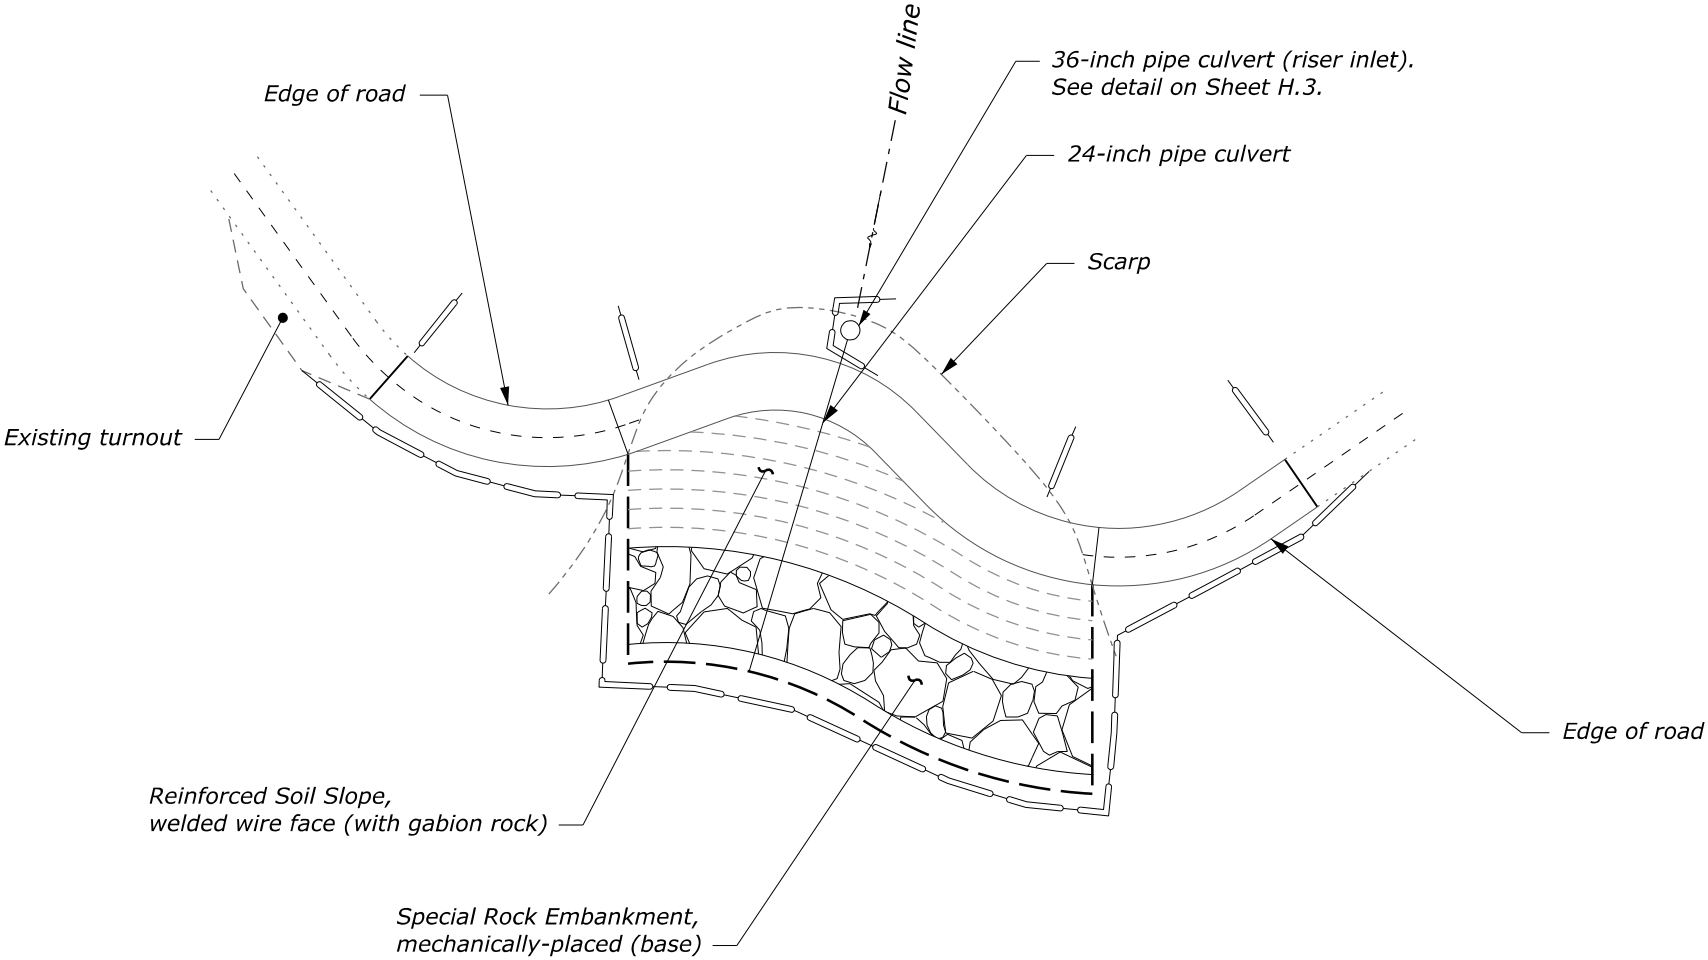 Flow line
36-inch pipe culvert (riser inlet).
See detail on Sheet H.3.
Edge of road
24-inch pipe culvert
Scarp
Existing turnout
Edge of road
Reinforced Soil Slope,
welded wire face (with gabion rock)
Special Rock Embankment,
mechanically-placed (base)